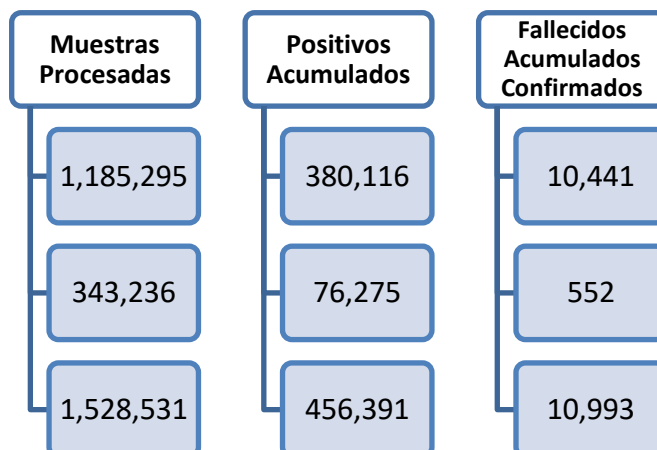 Muestras
Procesadas
1,185,295
343,236
1,528,531
Positivos
Acumulados
380,116
76,275
456,391
Fallecidos
Acumulados
Confirmados
10,441
552
10,993